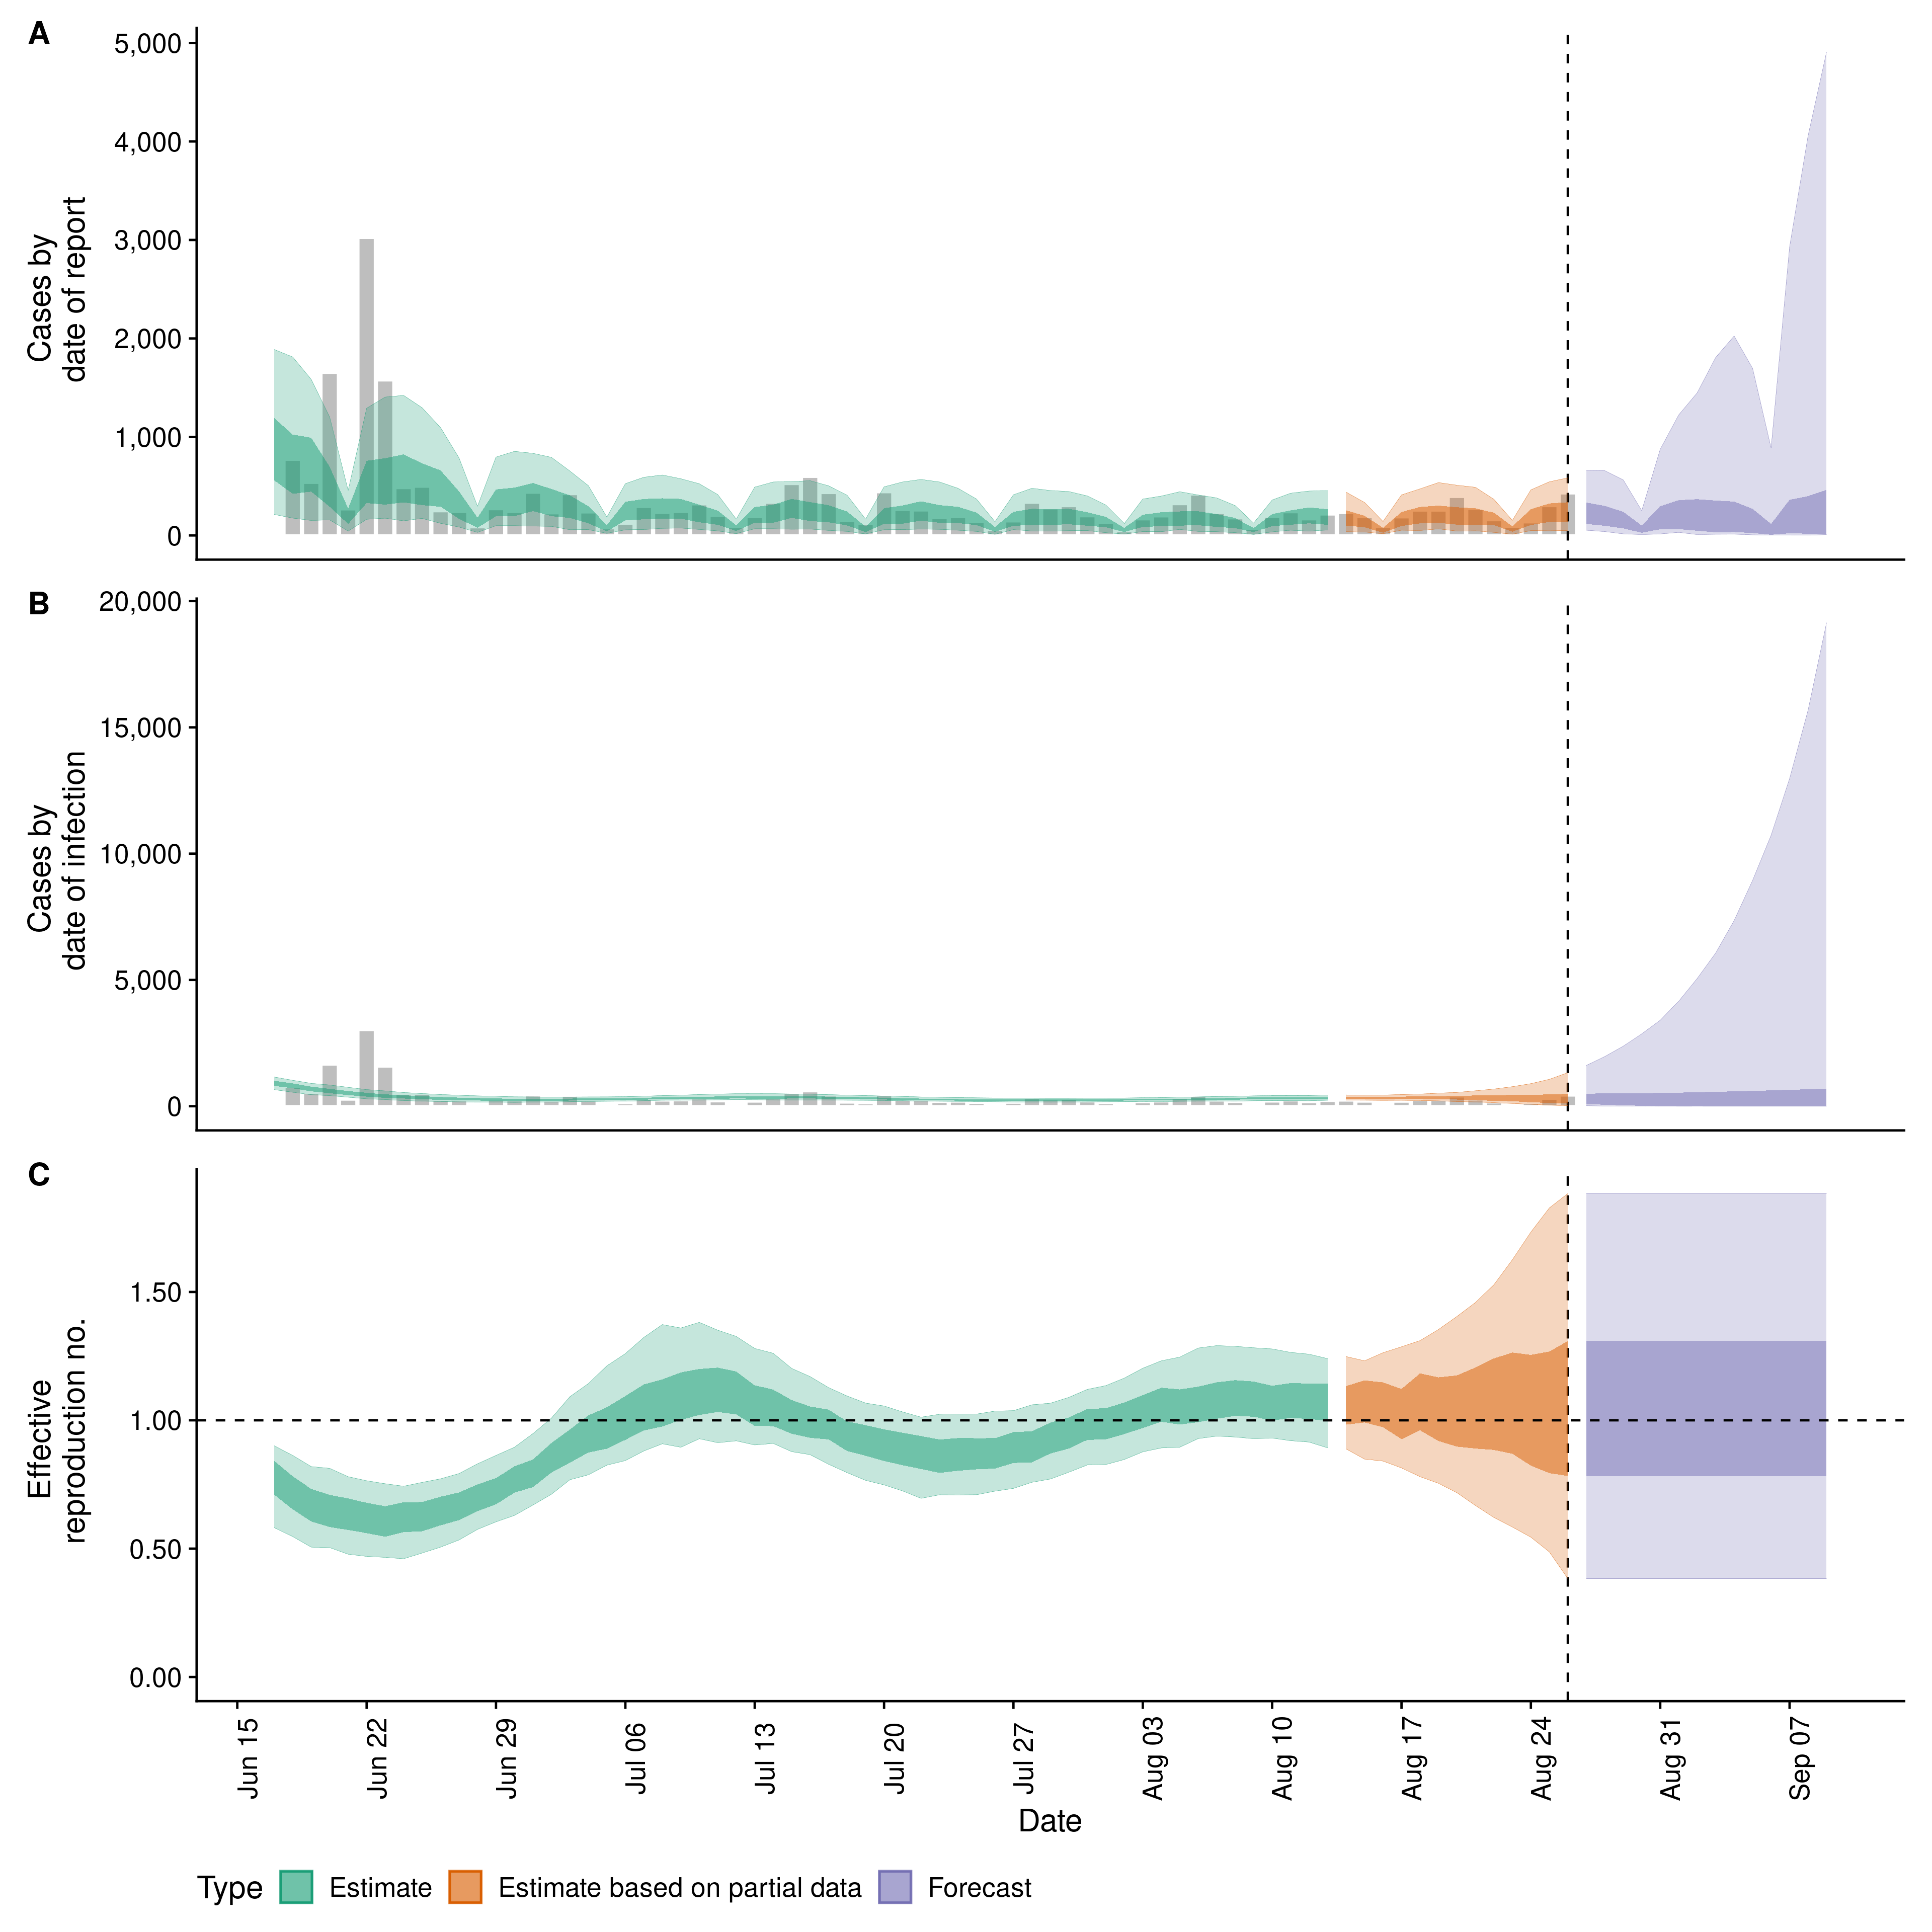 A
5,000
4,000
3,000
2,000
1,000
0
Cases by
date of report
B
20,000
15,000
10,000
5,000
0
Cases by
date of infection
C
1.50
1.00
0.50
0.00
Effective
reproduction no.
Jun 15
Jun 22
Jun 29
Jul 06
Jul 13
Jul 20
Jul 27
Aug 03
Aug 10
Aug 17
Aug 24
Aug 31
Sep 07
Date
Type Estimate Estimate based on partial data Forecast